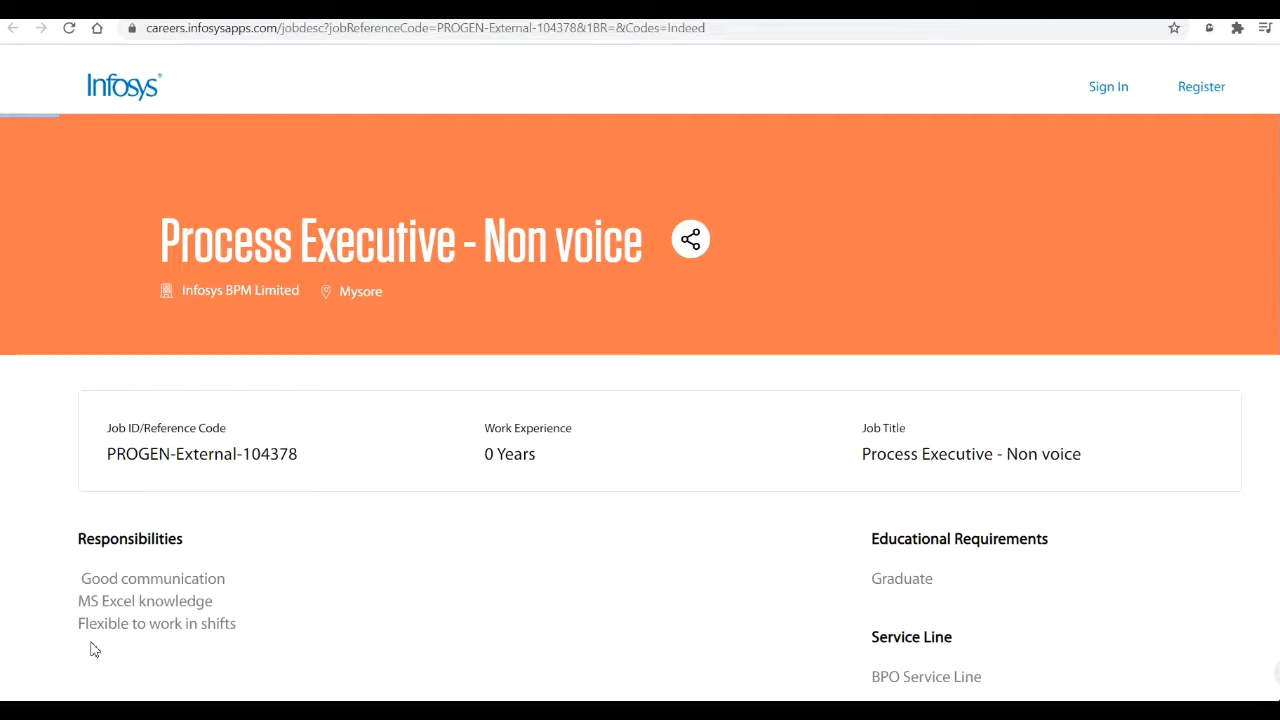 careers.infosysapps.com/jobdesc?jobReferenceCode=PROGEN-External-104378&1BR=&Codes=Indeed
Infosys®
Sign In
Register
Process Executive - Non voice
Infosys BPM Limited
Mysore
Job ID/Reference Code
PROGEN-External-104378
Work Experience
0 Years
Job Title
Process Executive - Non voice
Responsibilities
Good communication
MS Excel knowledge
Flexible to work in shifts
Educational Requirements
Graduate
Service Line
BPO Service Line